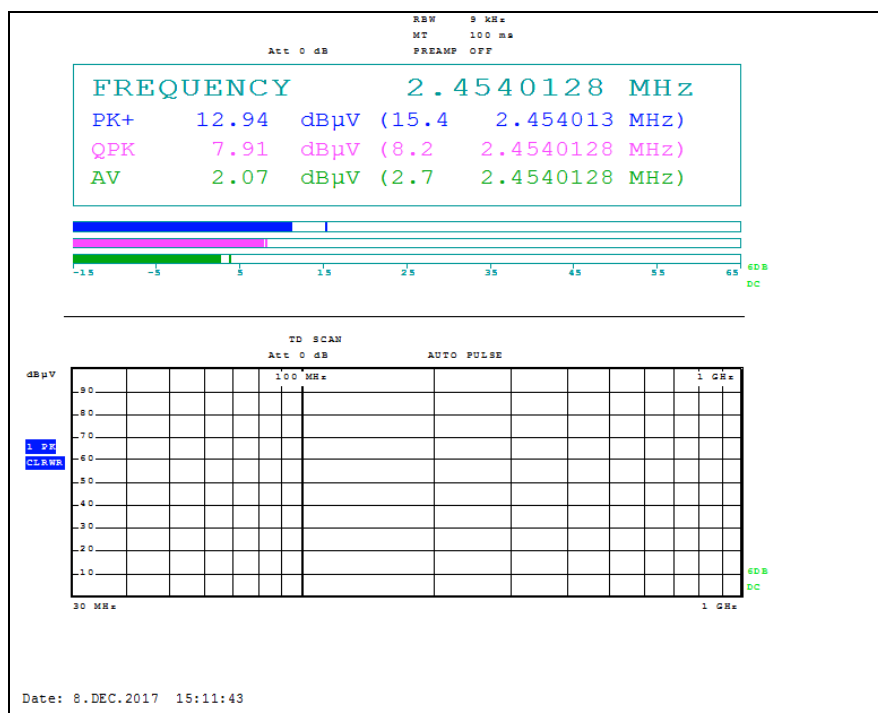 RBW 9 kHz
MT 100 ms
Att 0 dB PREAMP OFF
FREQUENCY 2.4540128 MHz
PK+ 12.94 dBµV (15.4 2.454013 MHz)
QPK 7.91 dBµV (8.2 2.4540128 MHz)
AV 2.07 dBµV (2.7 2.4540128 MHz)
-15 -5 5 15 25 35 45 55 65
6DB
DC
TD SCAN
Att 0 dB AUTO PULSE
dBµV
100 MHz 1 GHz
90
80
70
1 PK
CLRWR
60
50
40
30
20
10
6DB
DC
30 MHz 1 GHz
Date: 8.DEC.2017 15:11:43